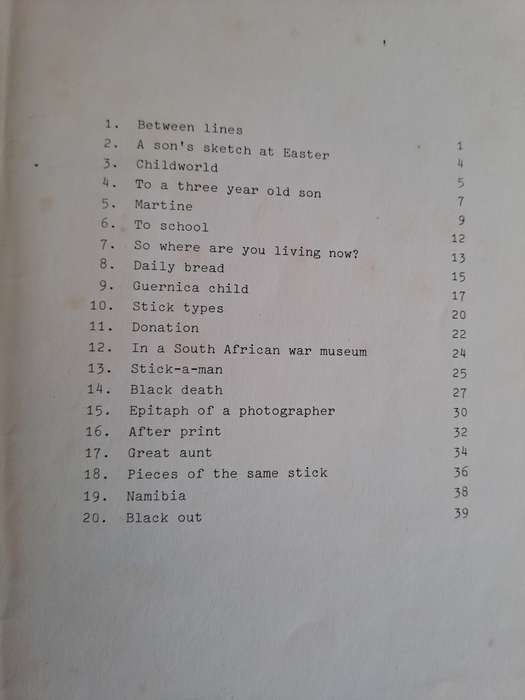 1. Between lines 1
2. A son's sketch at Easter 4
3. Childworld 5
4. To a three year old son 7
5. Martine 9
6. To school 12
7. So where are you living now? 13
8. Daily bread 15
9. Guernica child 17
10. Stick types 20
11. Donation 22
12. In a South African war museum 24
13. Stick-a-man 25
14. Black death 27
15. Epitaph of a photographer 30
16. After print 32
17. Great aunt 34
18. Pieces of the same stick 36
19. Namibia 38
20. Black out 39